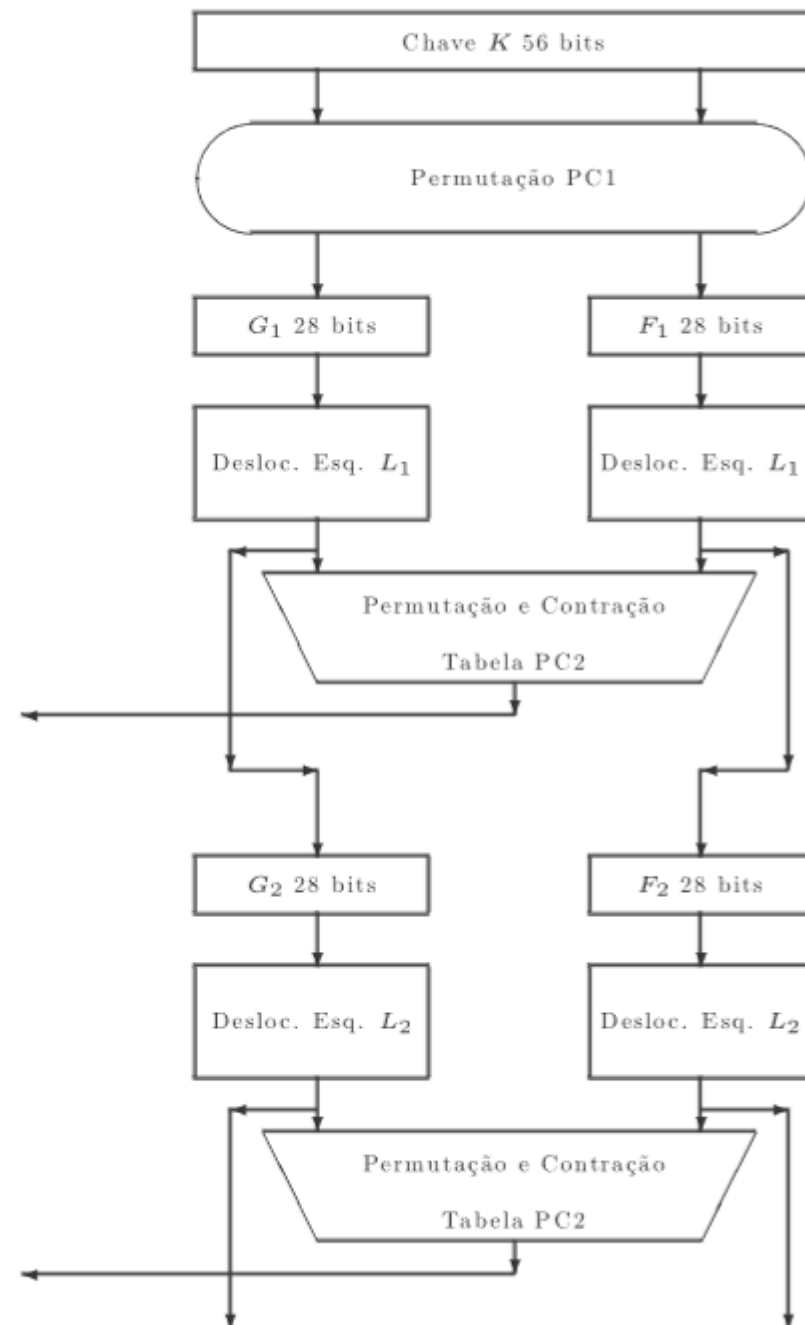 Chave K 56 bits
Permutação PC1
G₁ 28 bits
F₁ 28 bits
Desloc. Esq. L₁
Desloc. Esq. L₁
Permutação e Contração
Tabela PC2
G₂ 28 bits
F₂ 28 bits
Desloc. Esq. L₂
Desloc. Esq. L₂
Permutação e Contração
Tabela PC2